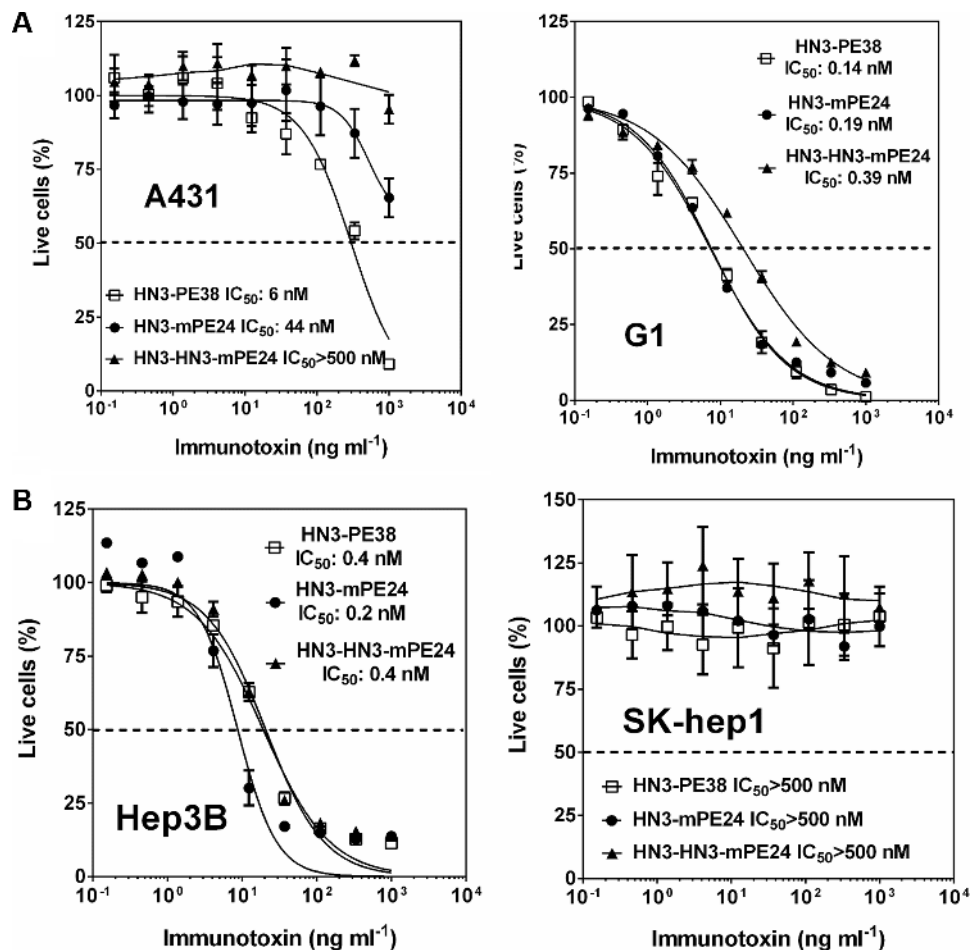 A
Live cells (%)
125
100
75
50
25
0
A431
HN3-PE38 IC₅₀: 6 nM
HN3-mPE24 IC₅₀: 44 nM
HN3-HN3-mPE24 IC₅₀>500 nM
10⁻¹ 10⁰ 10¹ 10² 10³ 10⁴
Immunotoxin (ng ml⁻¹)
Live cells (%)
125
100
75
50
25
0
HN3-PE38
IC₅₀: 0.14 nM
HN3-mPE24
IC₅₀: 0.19 nM
HN3-HN3-mPE24
IC₅₀: 0.39 nM
G1
10⁻¹ 10⁰ 10¹ 10² 10³ 10⁴
Immunotoxin (ng ml⁻¹)
B
Live cells (%)
125
100
75
50
25
0
HN3-PE38
IC₅₀: 0.4 nM
HN3-mPE24
IC₅₀: 0.2 nM
HN3-HN3-mPE24
IC₅₀: 0.4 nM
Hep3B
10⁻¹ 10⁰ 10¹ 10² 10³ 10⁴
Immunotoxin (ng ml⁻¹)
Live cells (%)
150
125
100
75
50
25
0
SK-hep1
HN3-PE38 IC₅₀>500 nM
HN3-mPE24 IC₅₀>500 nM
HN3-HN3-mPE24 IC₅₀>500 nM
10⁻¹ 10⁰ 10¹ 10² 10³ 10⁴
Immunotoxin (ng ml⁻¹)